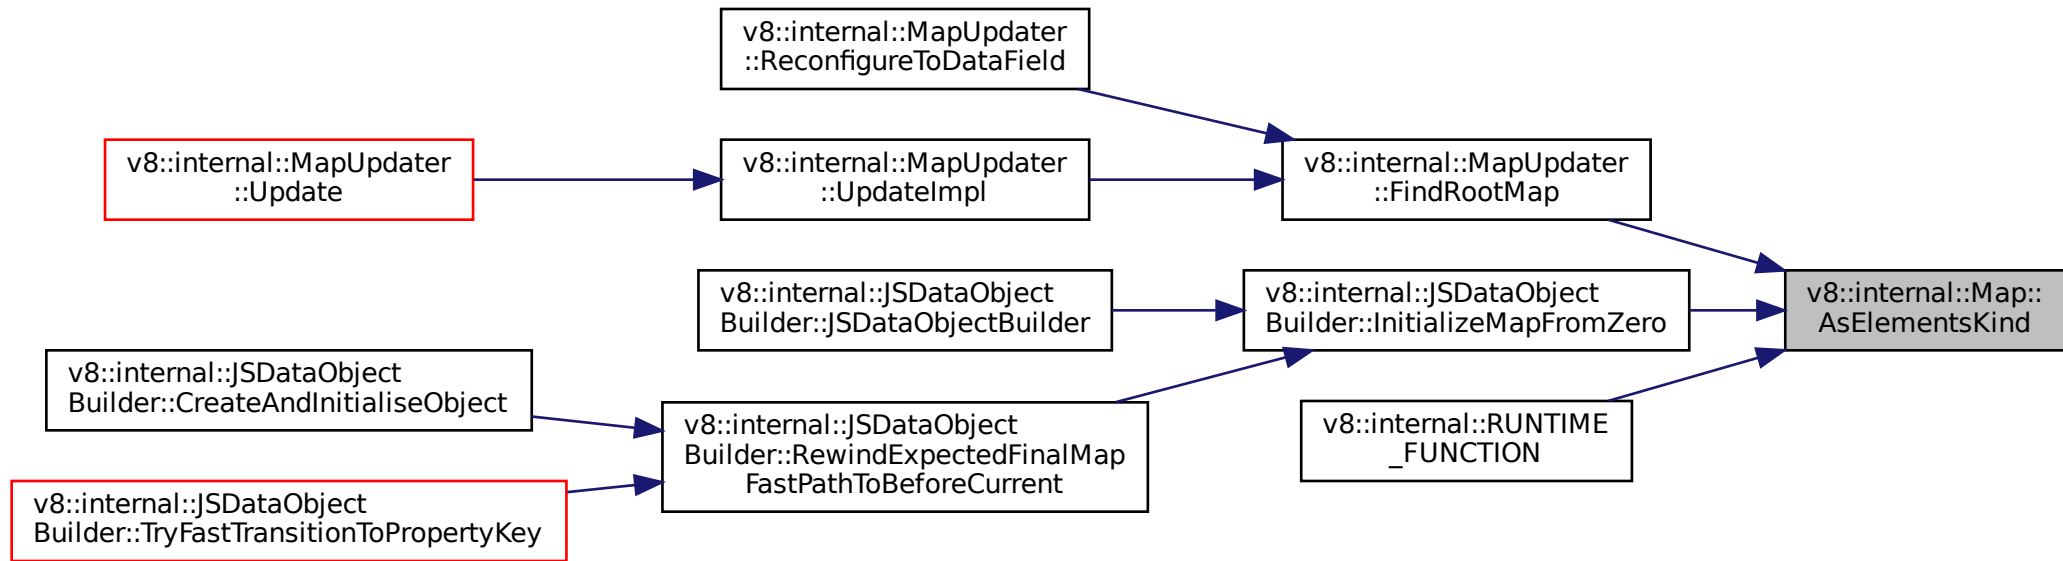 v8::internal::MapUpdater
::ReconfigureToDataField
v8::internal::MapUpdater
::Update
v8::internal::MapUpdater
::UpdateImpl
v8::internal::MapUpdater
::FindRootMap
v8::internal::JSDataObject
Builder::JSDataObjectBuilder
v8::internal::JSDataObject
Builder::InitializeMapFromZero
v8::internal::Map::
AsElementsKind
v8::internal::JSDataObject
Builder::CreateAndInitialiseObject
v8::internal::JSDataObject
Builder::RewindExpectedFinalMap
FastPathToBeforeCurrent
v8::internal::RUNTIME
_FUNCTION
v8::internal::JSDataObject
Builder::TryFastTransitionToPropertyKey